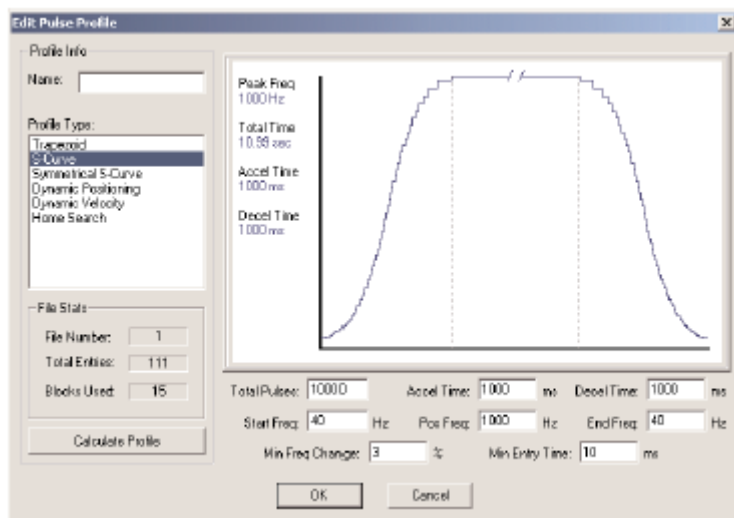 Edit Pulse Profile
Profile Info
Name:
Profile Type:
Trapezoid
S-Curve
Symmetrical S-Curve
Dynamic Positioning
Dynamic Velocity
Home Search
File Stats
File Number: 1
Total Entries: 111
Blocks Used: 15
Calculate Profile
Peak Freq
1000 Hz
Total Time
10.99 sec
Accel Time
1000 ms
Decel Time
1000 ms
Total Pulses: 10000 Accel Time: 1000 ms Decel Time: 1000 ms
Start Freq: 40 Hz Pos Freq: 1000 Hz End Freq: 40 Hz
Min Freq Change: 3 % Min Entry Time: 10 ms
OK Cancel